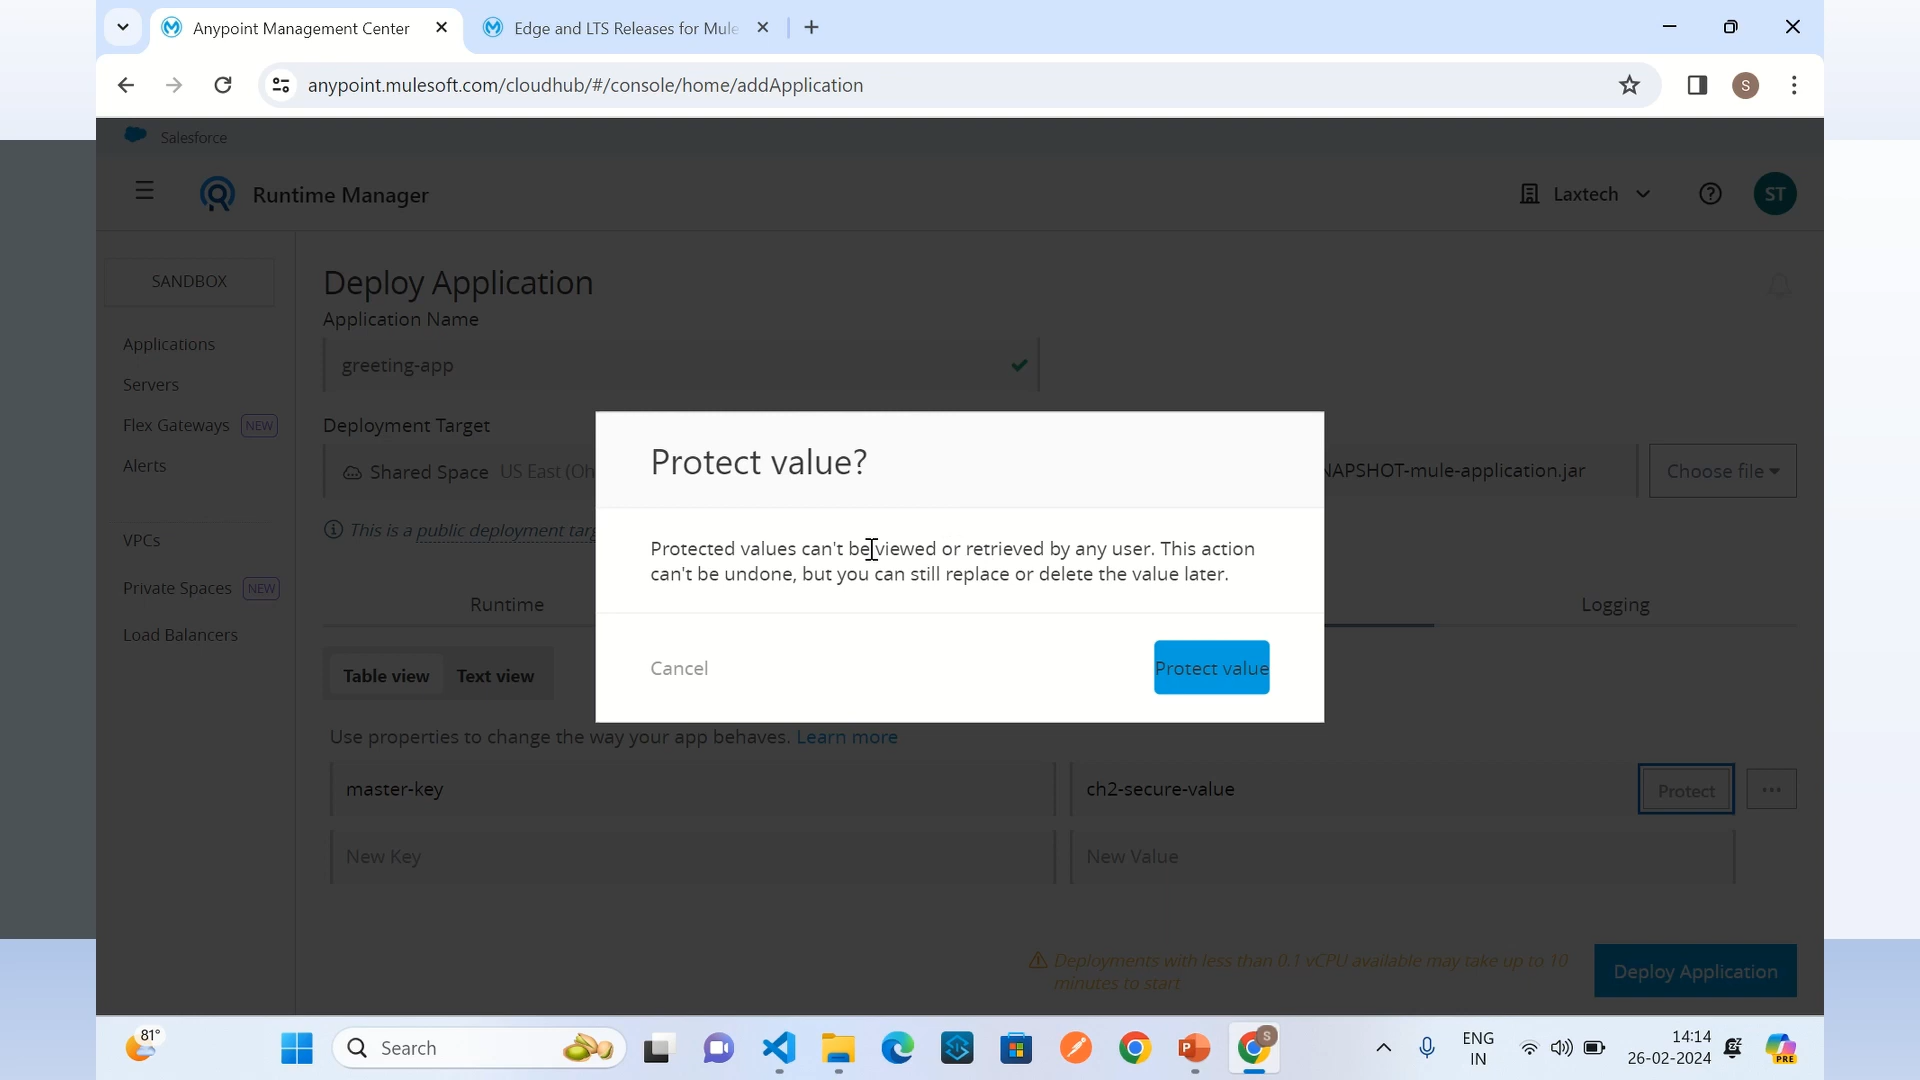 Anypoint Management Center
Edge and LTS Releases for Mule
anypoint.mulesoft.com/cloudhub/#/console/home/addApplication
S
Salesforce
Runtime Manager
Laxtech
ST
SANDBOX
Applications
Servers
Flex Gateways NEW
Alerts
VPCs
Private Spaces NEW
Load Balancers
Deploy Application
Application Name
greeting-app
Deployment Target
Shared Space US East (Oh
NAPSHOT-mule-application.jar
Choose file
This is a public deployment targ
Runtime
Logging
Table view Text view
Use properties to change the way your app behaves. Learn more
master-key
ch2-secure-value
Protect
...
New Key
New Value
Deployments with less than 0.1 vCPU available may take up to 10
minutes to start
Deploy Application
Protect value?
Protected values can't be viewed or retrieved by any user. This action
can't be undone, but you can still replace or delete the value later.
Cancel
Protect value
81°
Search
S
ENG
IN
14:14
26-02-2024
PRE